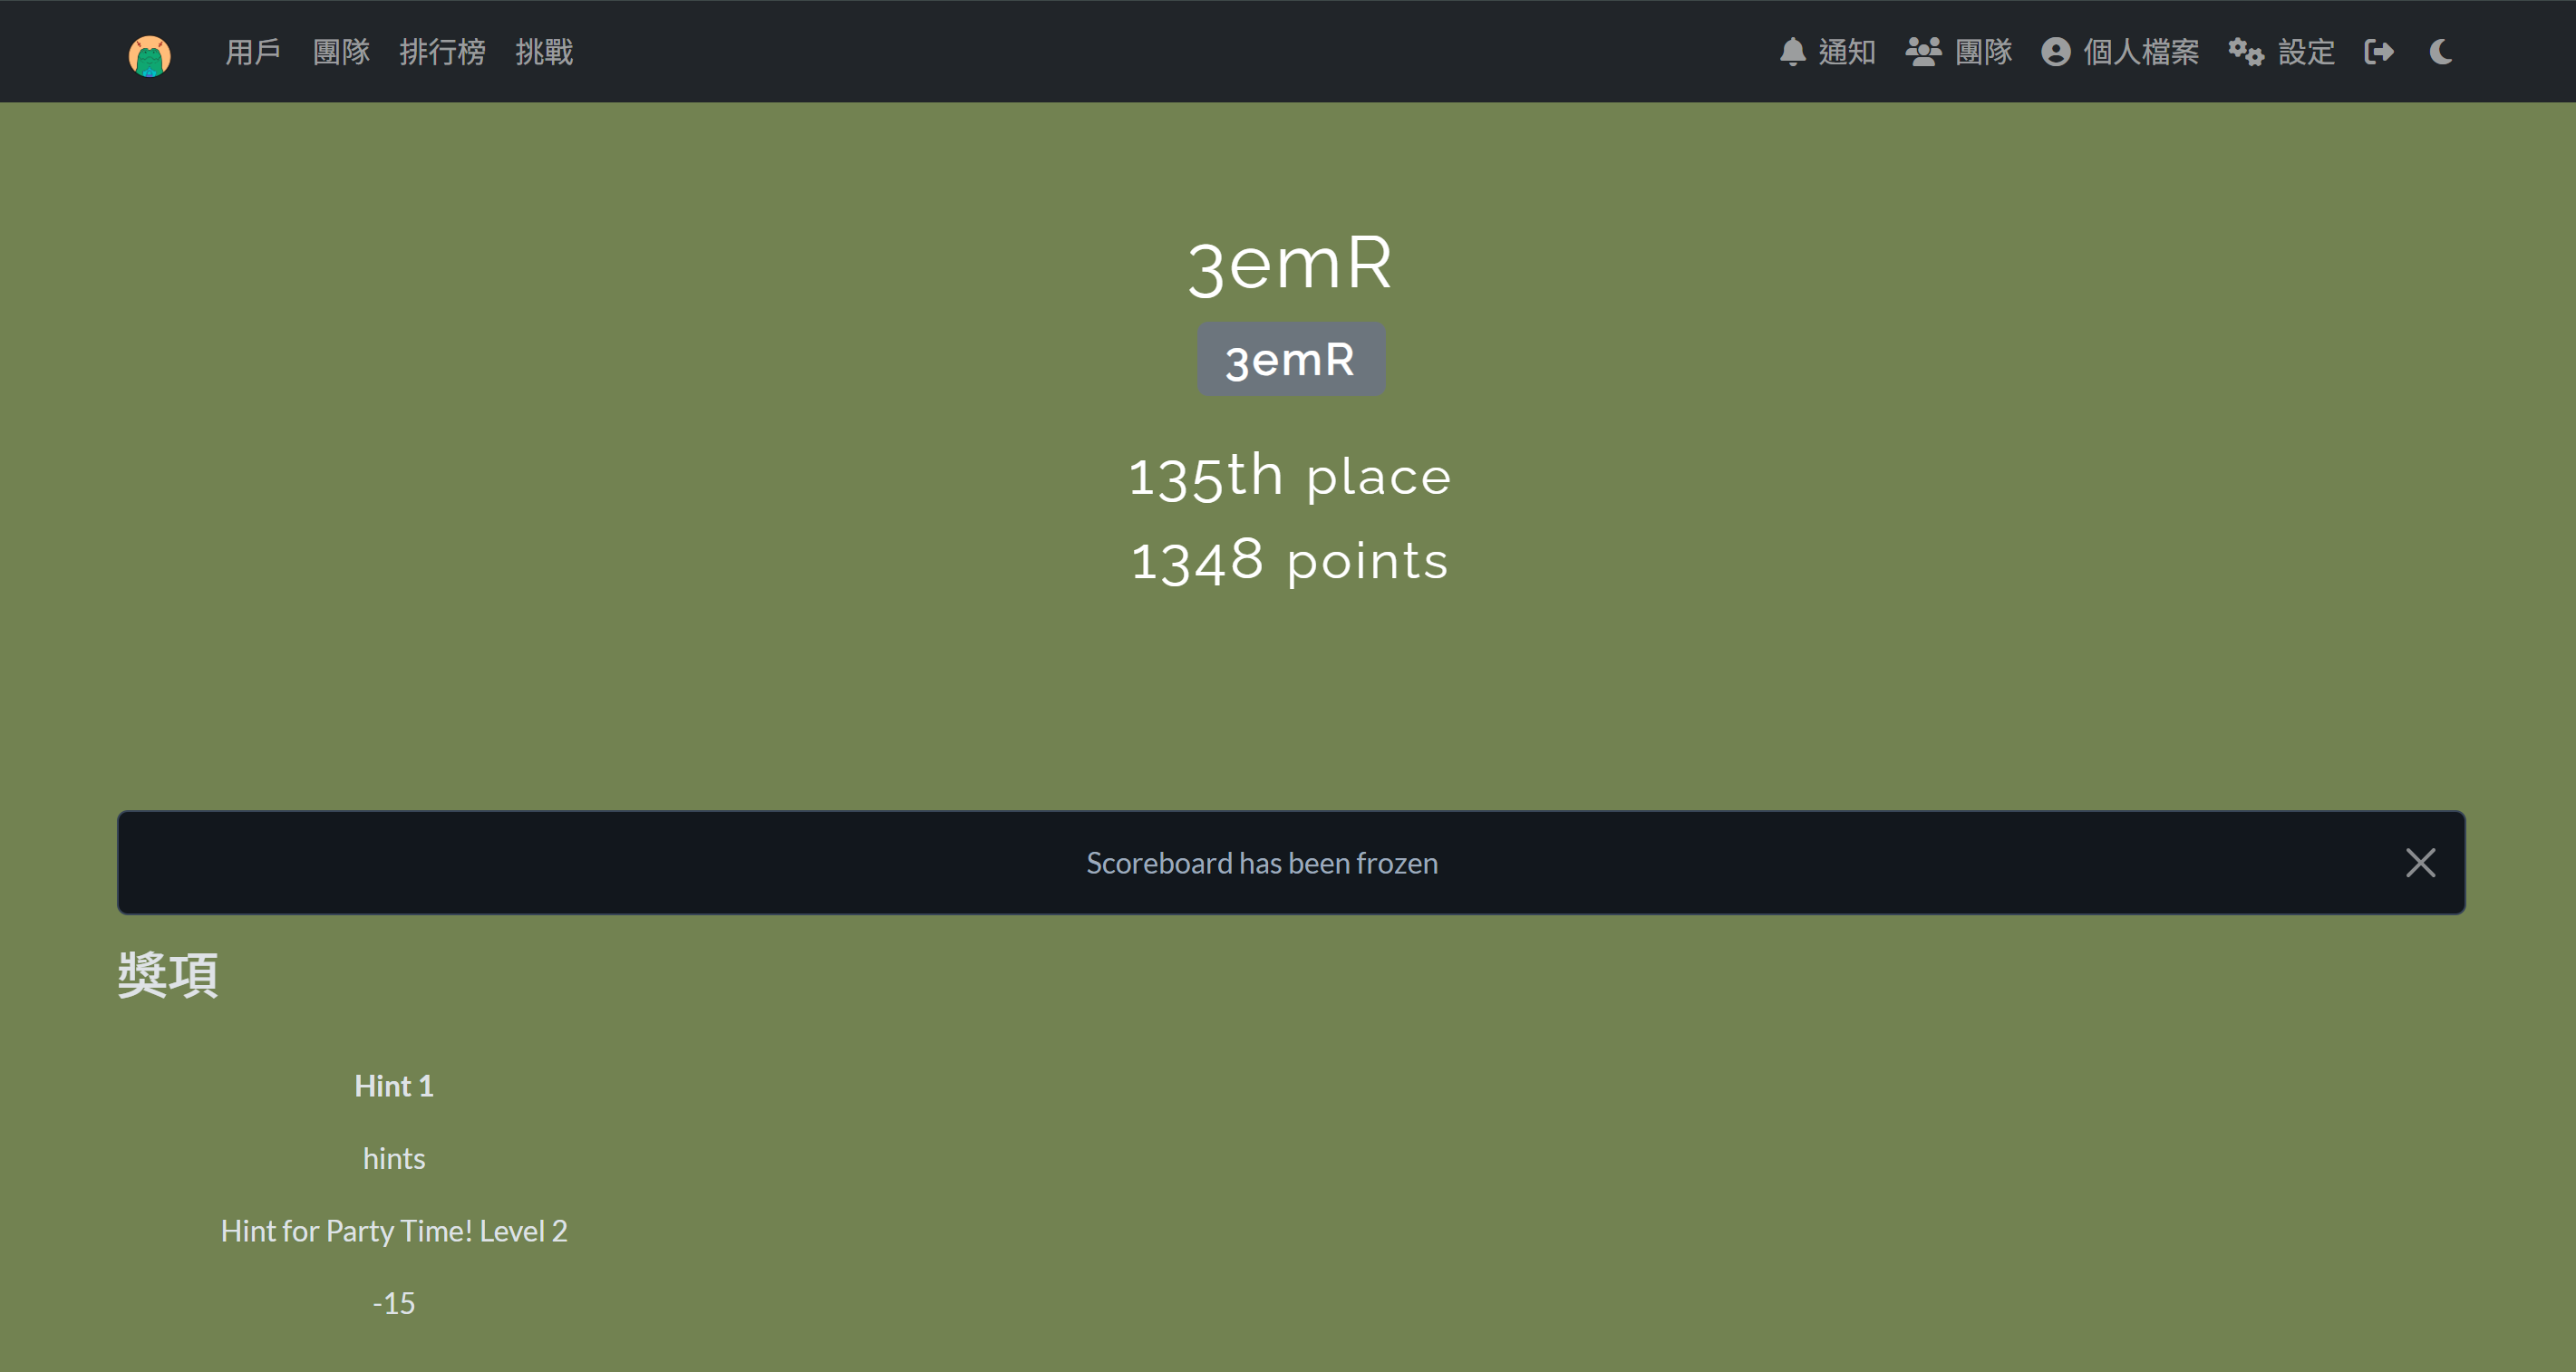 用戶 團隊 排行榜 挑戰 通知 團隊 個人檔案 設定
3emR
3emR
135th place
1348 points
Scoreboard has been frozen
獎項
Hint 1
hints
Hint for Party Time! Level 2
-15